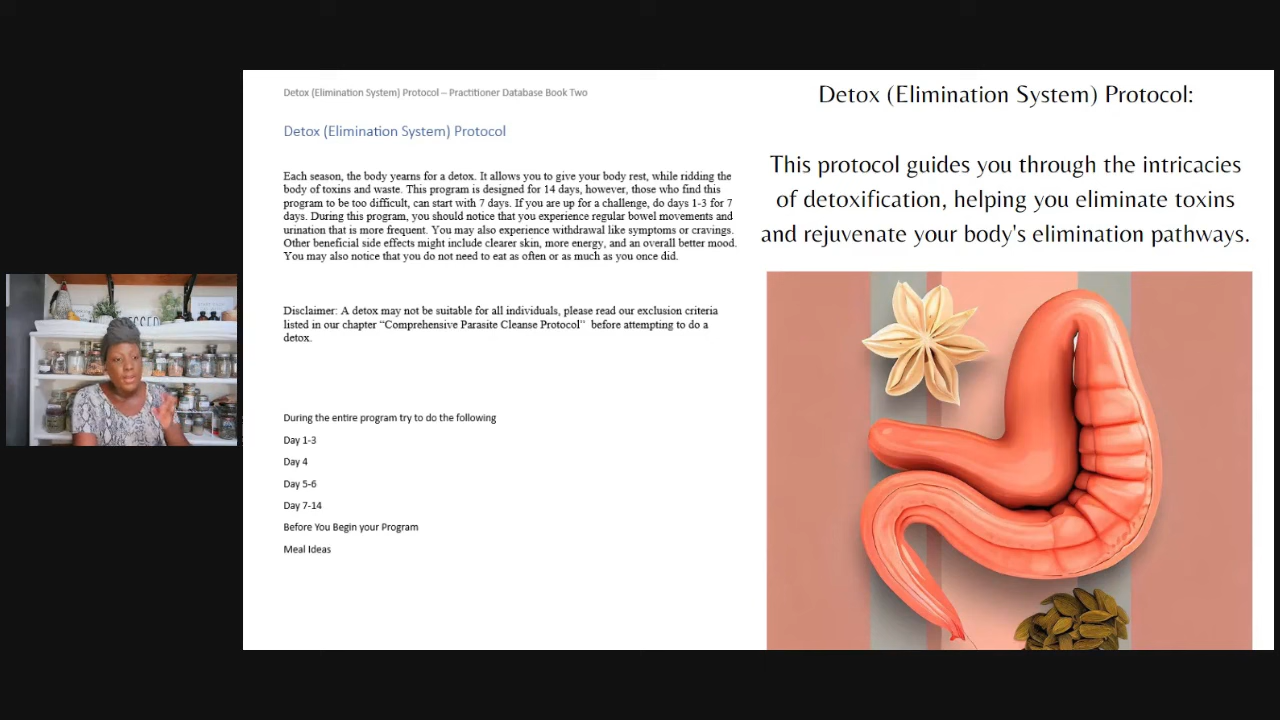 Detox (Elimination System) Protocol – Practitioner Database Book Two
Detox (Elimination System) Protocol
Each season, the body yearns for a detox. It allows you to give your body rest, while ridding the
body of toxins and waste. This program is designed for 14 days, however, those who find this
program to be too difficult, can start with 7 days. If you are up for a challenge, do days 1-3 for 7
days. During this program, you should notice that you experience regular bowel movements and
urination that is more frequent. You may also experience withdrawal like symptoms or cravings.
Other beneficial side effects might include clearer skin, more energy, and an overall better mood.
You may also notice that you do not need to eat as often or as much as you once did.
Disclaimer: A detox may not be suitable for all individuals, please read our exclusion criteria
listed in our chapter “Comprehensive Parasite Cleanse Protocol”  before attempting to do a
detox.
During the entire program try to do the following
Day 1-3
Day 4
Day 5-6
Day 7-14
Before You Begin your Program
Meal Ideas
Detox (Elimination System) Protocol:
This protocol guides you through the intricacies
of detoxification, helping you eliminate toxins
and rejuvenate your body's elimination pathways.